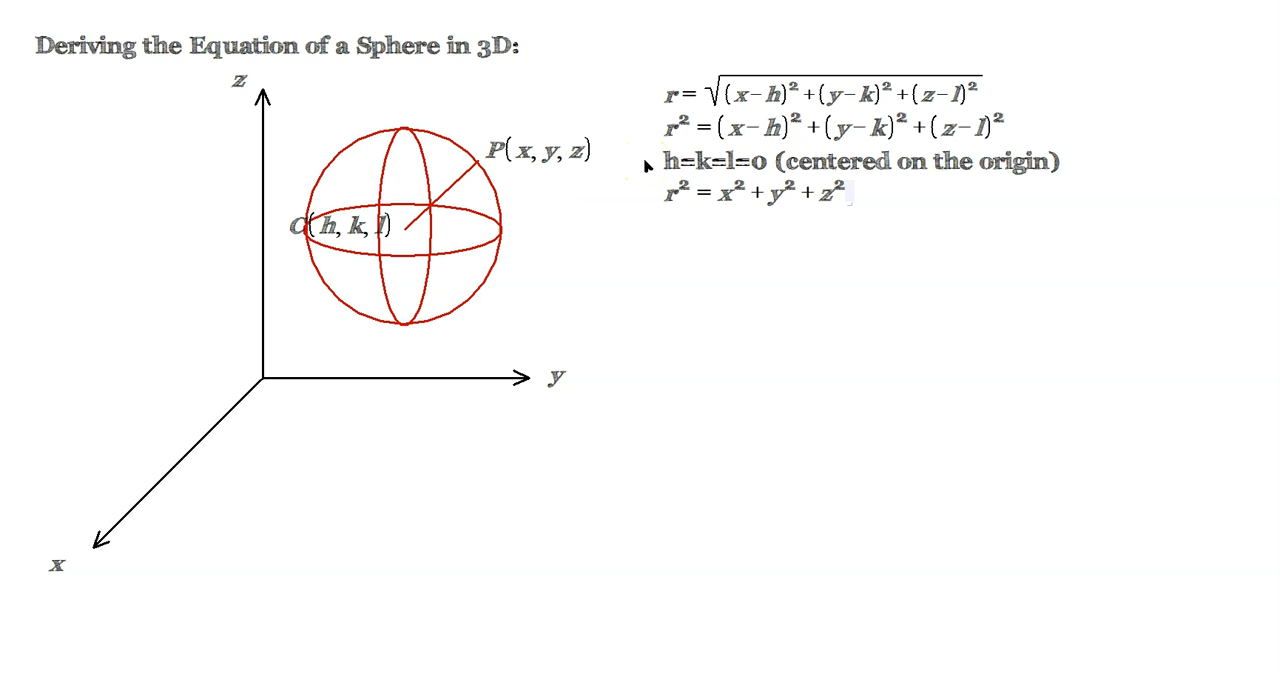 Deriving the Equation of a Sphere in 3D:
z
r = √(x−h)² + (y−k)² + (z−l)²
r² = (x−h)² + (y−k)² + (z−l)²
P(x, y, z)
h=k=l=0 (centered on the origin)
r² = x² + y² + z²
C(h, k, l)
y
x